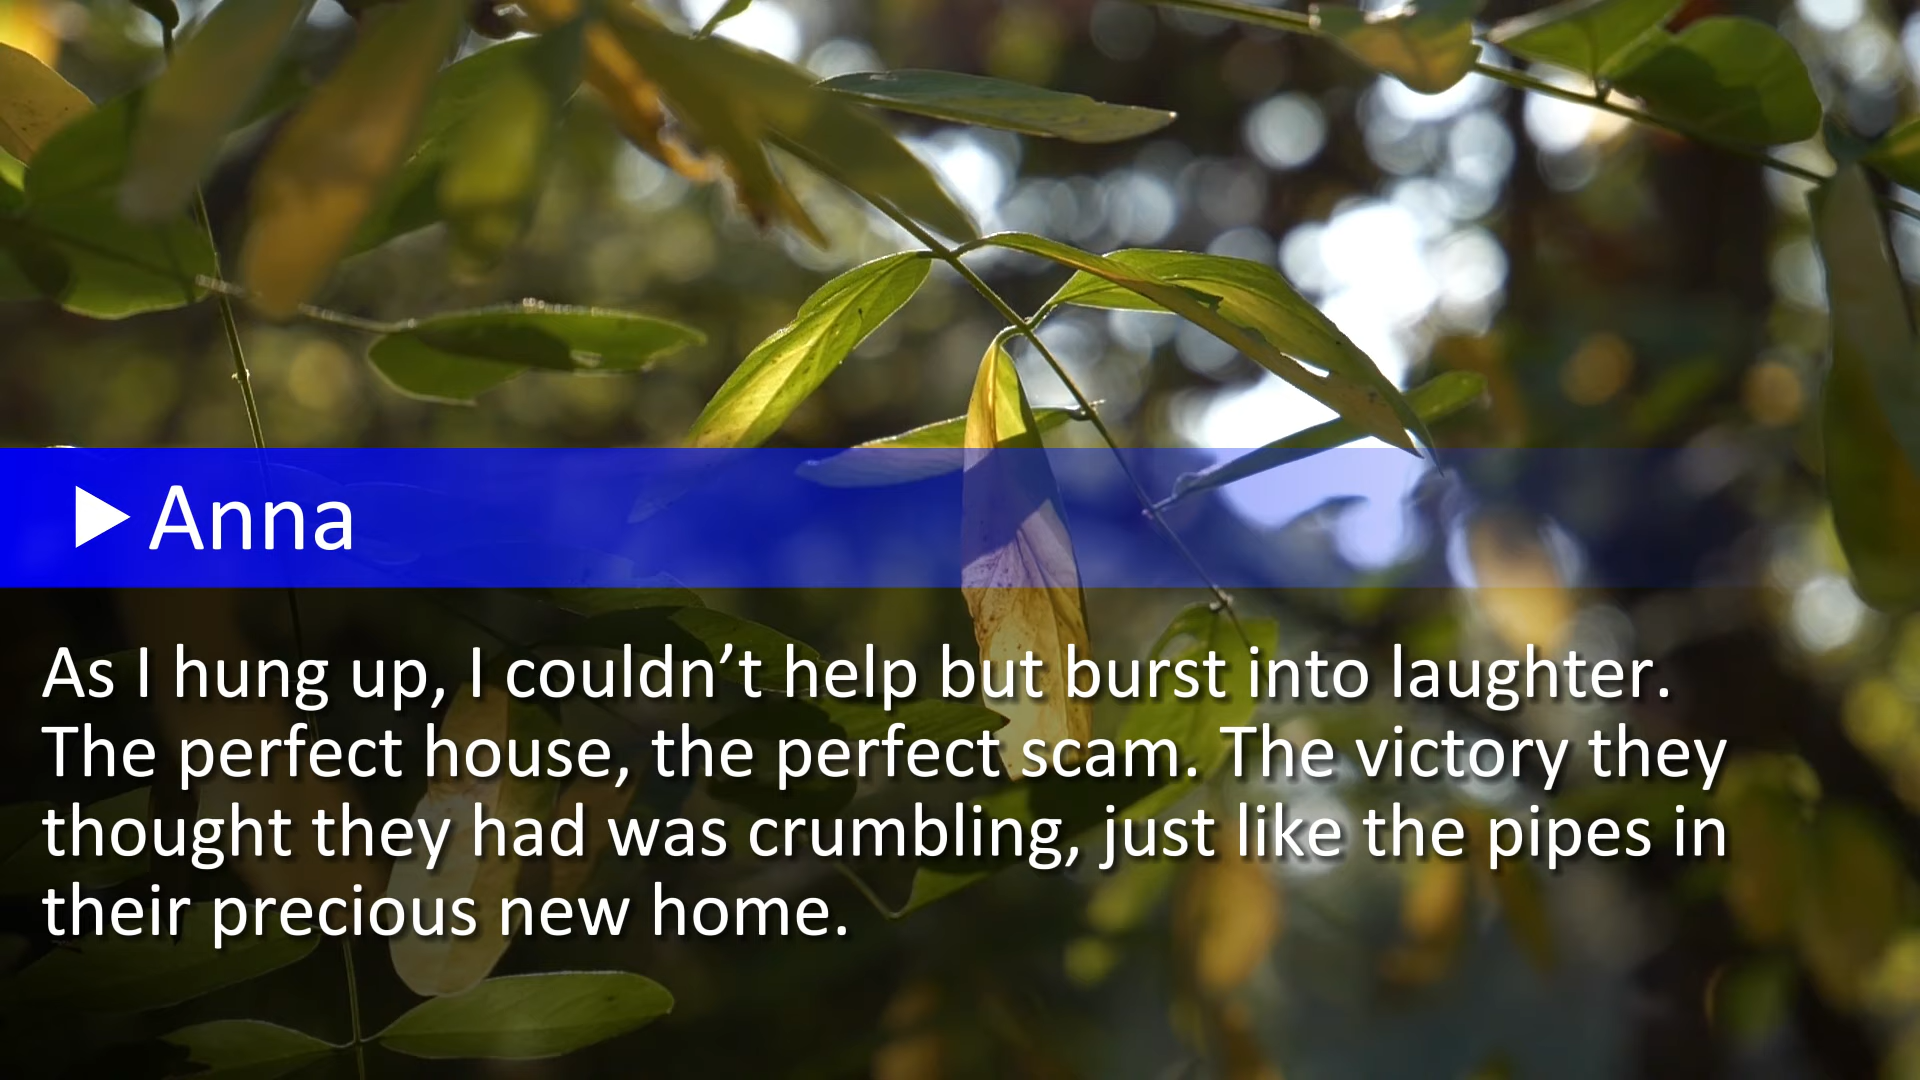 Anna
As I hung up, I couldn’t help but burst into laughter.
The perfect house, the perfect scam. The victory they
thought they had was crumbling, just like the pipes in
their precious new home.